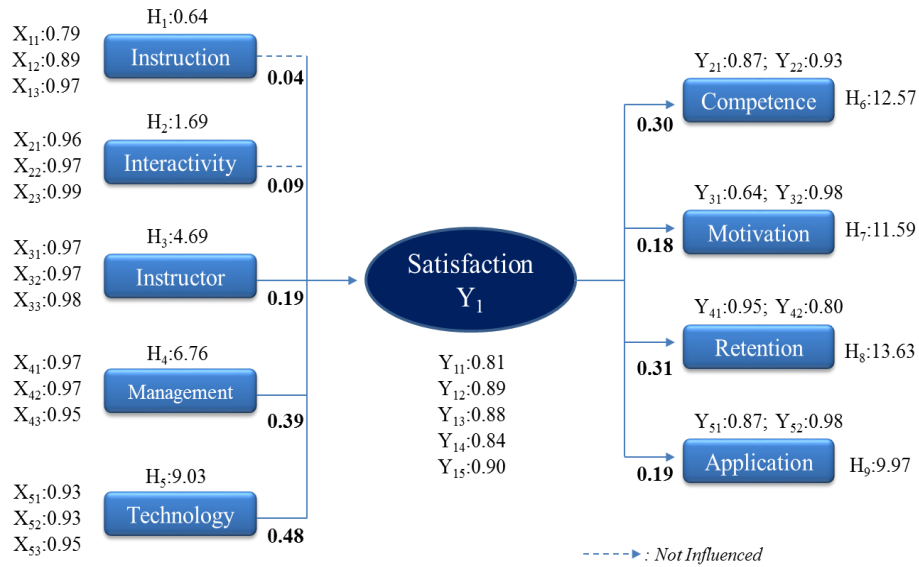 H₁:0.64
X₁₁:0.79
X₁₂:0.89
X₁₃:0.97
Instruction
0.04
H₂:1.69
X₂₁:0.96
X₂₂:0.97
X₂₃:0.99
Interactivity
0.09
H₃:4.69
X₃₁:0.97
X₃₂:0.97
X₃₃:0.98
Instructor
0.19
H₄:6.76
X₄₁:0.97
X₄₂:0.97
X₄₃:0.95
Management
0.39
H₅:9.03
X₅₁:0.93
X₅₂:0.93
X₅₃:0.95
Technology
0.48
Satisfaction
Y₁
Y₁₁:0.81
Y₁₂:0.89
Y₁₃:0.88
Y₁₄:0.84
Y₁₅:0.90
Y₂₁:0.87; Y₂₂:0.93
Competence
H₆:12.57
0.30
Y₃₁:0.64; Y₃₂:0.98
Motivation
H₇:11.59
0.18
Y₄₁:0.95; Y₄₂:0.80
Retention
H₈:13.63
0.31
Y₅₁:0.87; Y₅₂:0.98
Application
H₉:9.97
0.19
: Not Influenced